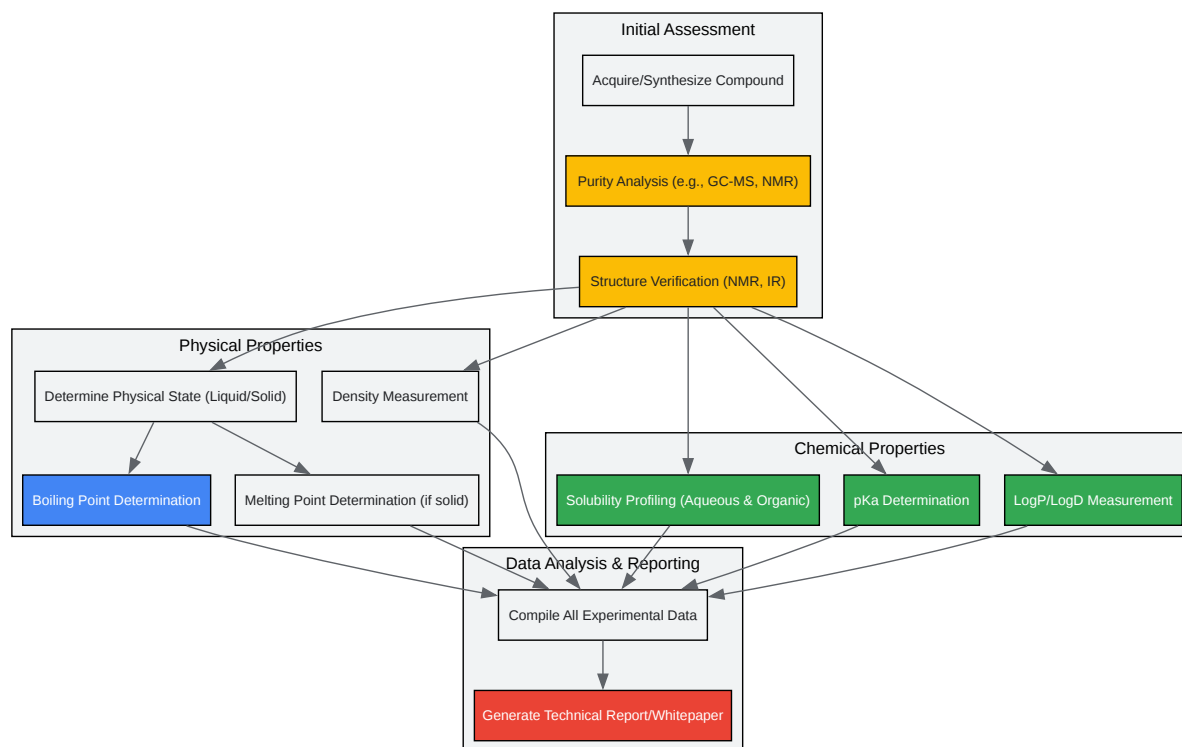 Initial Assessment
Acquire/Synthesize Compound
Purity Analysis (e.g., GC-MS, NMR)
Structure Verification (NMR, IR)
Physical Properties
Determine Physical State (Liquid/Solid)
Density Measurement
Boiling Point Determination
Melting Point Determination (if solid)
Chemical Properties
Solubility Profiling (Aqueous & Organic)
pKa Determination
LogP/LogD Measurement
Data Analysis & Reporting
Compile All Experimental Data
Generate Technical Report/Whitepaper